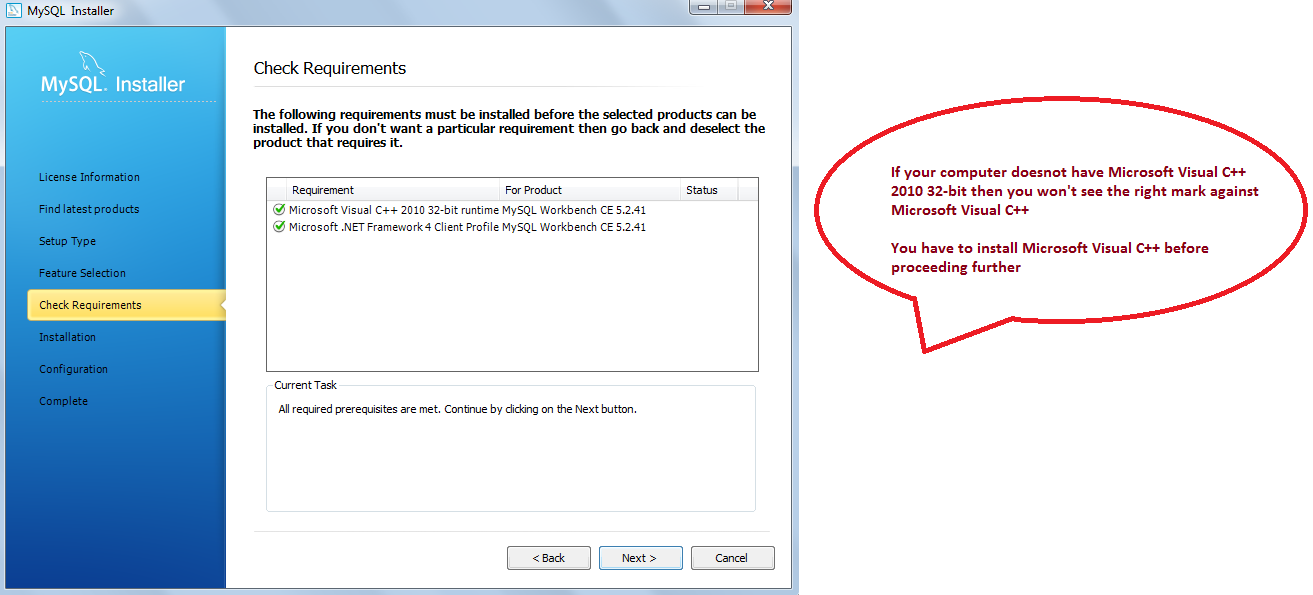 MySQL Installer
MySQL. Installer
License Information
Find latest products
Setup Type
Feature Selection
Check Requirements
Installation
Configuration
Complete
Check Requirements
The following requirements must be installed before the selected products can be
installed. If you don't want a particular requirement then go back and deselect the
product that requires it.
Requirement For Product Status
Microsoft Visual C++ 2010 32-bit runtime MySQL Workbench CE 5.2.41
Microsoft .NET Framework 4 Client Profile MySQL Workbench CE 5.2.41
Current Task
All required prerequisites are met. Continue by clicking on the Next button.
< Back Next > Cancel
If your computer doesnot have Microsoft Visual C++
2010 32-bit then you won't see the right mark against
Microsoft Visual C++
You have to install Microsoft Visual C++ before
proceeding further